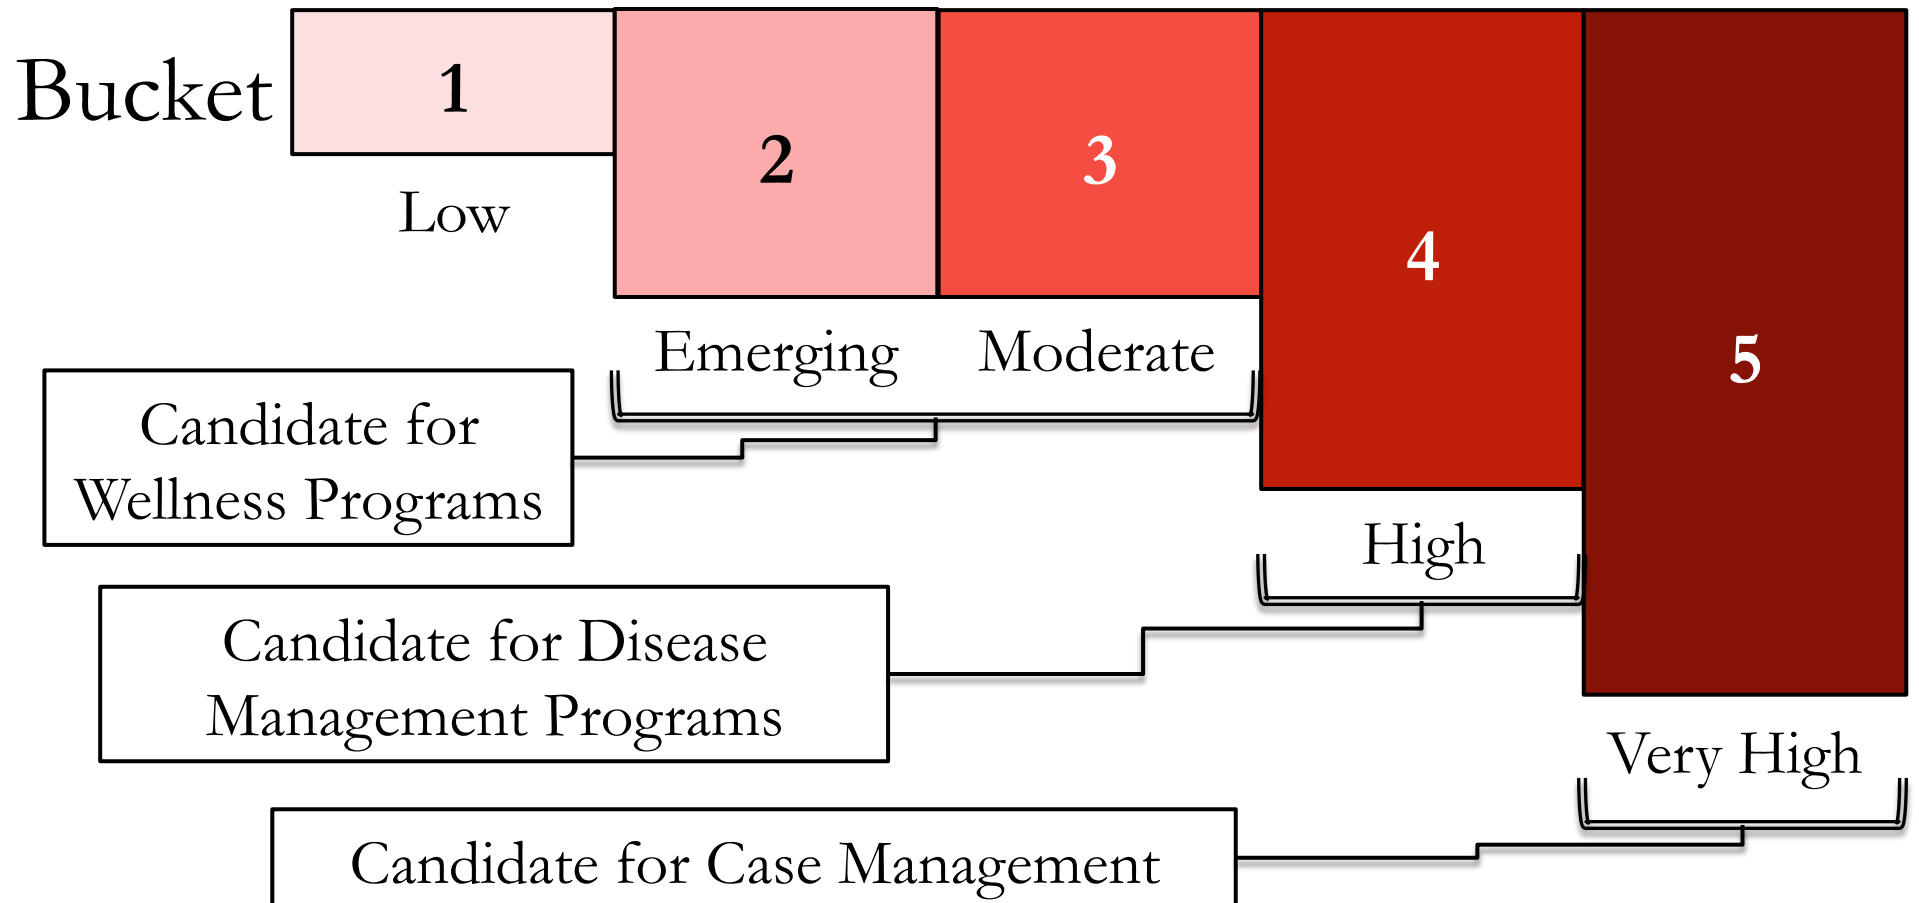 Bucket
1
2
3
4
5
Low
Emerging
Moderate
High
Very High
Candidate for
Wellness Programs
Candidate for Disease
Management Programs
Candidate for Case Management